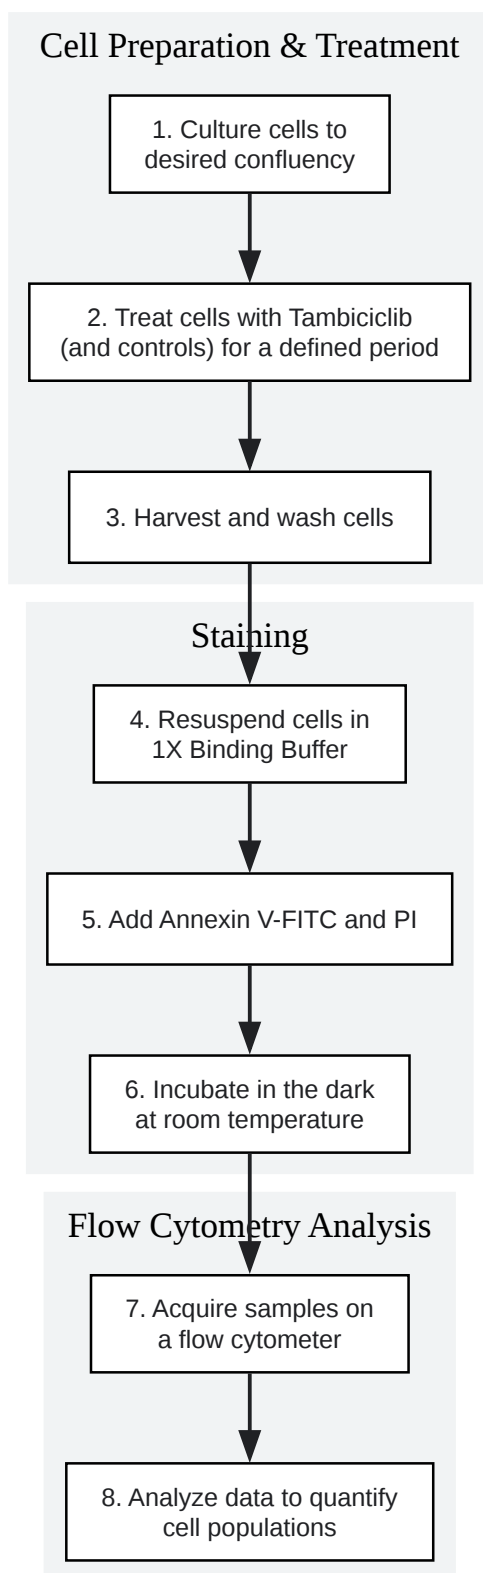 Cell Preparation & Treatment
1. Culture cells to
desired confluency
2. Treat cells with Tambiciclib
(and controls) for a defined period
3. Harvest and wash cells
Staining
4. Resuspend cells in
1X Binding Buffer
5. Add Annexin V-FITC and PI
6. Incubate in the dark
at room temperature
Flow Cytometry Analysis
7. Acquire samples on
a flow cytometer
8. Analyze data to quantify
cell populations